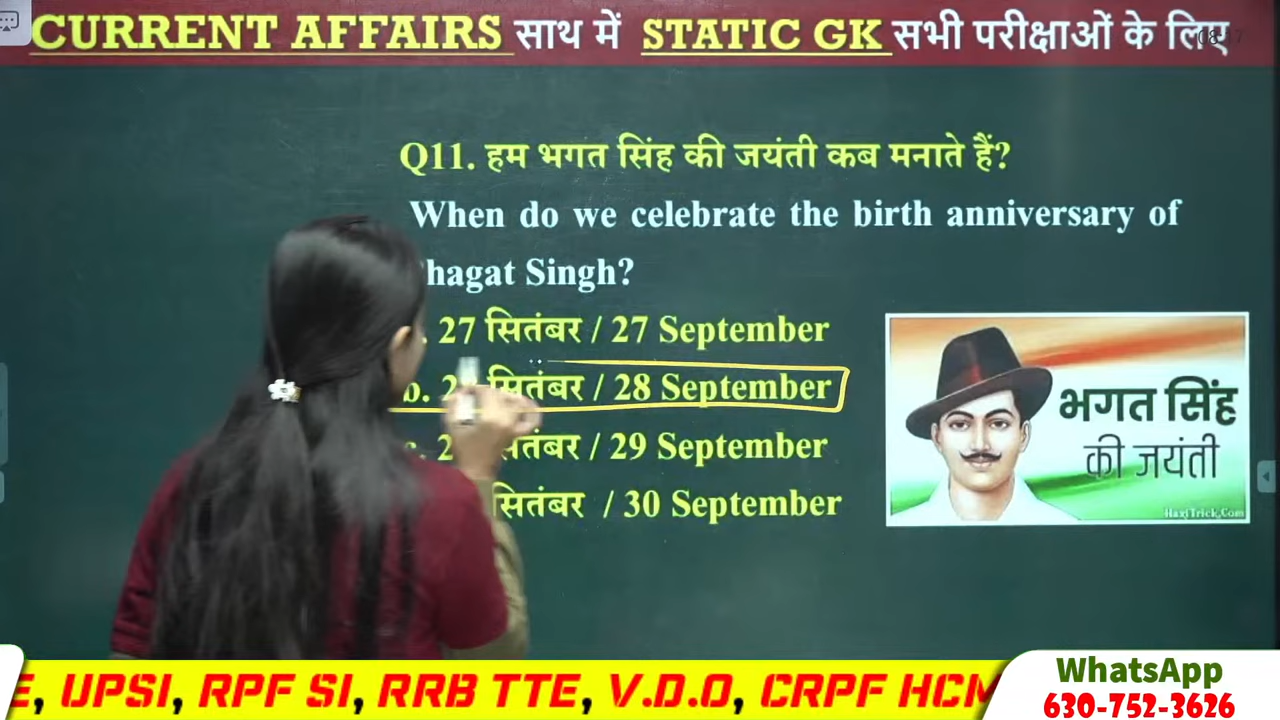 CURRENT AFFAIRS साथ में STATIC GK सभी परीक्षाओं के लिए
Q11. हम भगत सिंह की जयंती कब मनाते हैं?
When do we celebrate the birth anniversary of
hagat Singh?
27 सितंबर / 27 September
b. 2 सितंबर / 28 September
2 सितंबर / 29 September
सितंबर / 30 September
भगत सिंह
की जयंती
HaxiTrick.Com
E, UPSI, RPF SI, RRB TTE, V.D.O, CRPF HCM
WhatsApp
630-752-3626